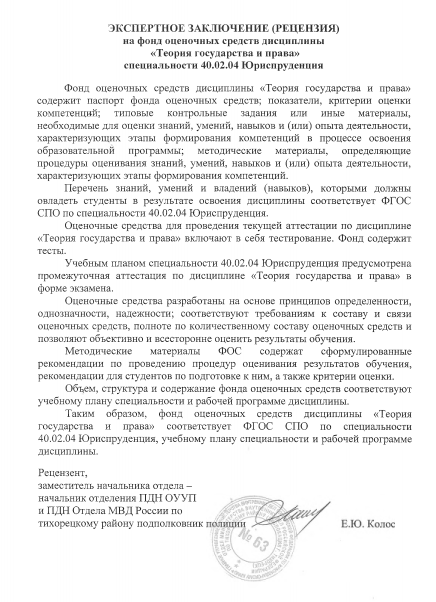 ЭКСПЕРТНОЕ ЗАКЛЮЧЕНИЕ (РЕЦЕНЗИЯ)
на фонд оценочных средств дисциплины
«Теория государства и права»
специальности 40.02.04 Юриспруденция
Фонд оценочных средств дисциплины «Теория государства и права»
содержит паспорт фонда оценочных средств; показатели, критерии оценки
компетенций; типовые контрольные задания или иные материалы,
необходимые для оценки знаний, умений, навыков и (или) опыта деятельности,
характеризующих этапы формирования компетенций в процессе освоения
образовательной программы; методические материалы, определяющие
процедуры оценивания знаний, умений, навыков и (или) опыта деятельности,
характеризующих этапы формирования компетенций.
Перечень знаний, умений и владений (навыков), которыми должны
овладеть студенты в результате освоения дисциплины соответствует ФГОС
СПО по специальности 40.02.04 Юриспруденция.
Оценочные средства для проведения текущей аттестации по дисциплине
«Теория государства и права» включают в себя тестирование. Фонд содержит
тесты.
Учебным планом специальности 40.02.04 Юриспруденция предусмотрена
промежуточная аттестация по дисциплине «Теория государства и права» в
форме экзамена.
Оценочные средства разработаны на основе принципов определенности,
однозначности, надежности; соответствуют требованиям к составу и связи
оценочных средств, полноте по количественному составу оценочных средств и
позволяют объективно и всесторонне оценить результаты обучения.
Методические материалы ФОС содержат сформулированные
рекомендации по проведению процедур оценивания результатов обучения,
рекомендации для студентов по подготовке к ним, а также критерии оценки.
Объем, структура и содержание фонда оценочных средств соответствуют
учебному плану специальности и рабочей программе дисциплины.
Таким образом, фонд оценочных средств дисциплины «Теория
государства и права» соответствует ФГОС СПО по специальности
40.02.04 Юриспруденция, учебному плану специальности и рабочей программе
дисциплины.
Рецензент,
заместитель начальника отдела –
начальник отделения ПДН ОУУП
и ПДН Отдела МВД России по
тихорецкому району подполковник полиции
Е.Ю. Колос
№ 63